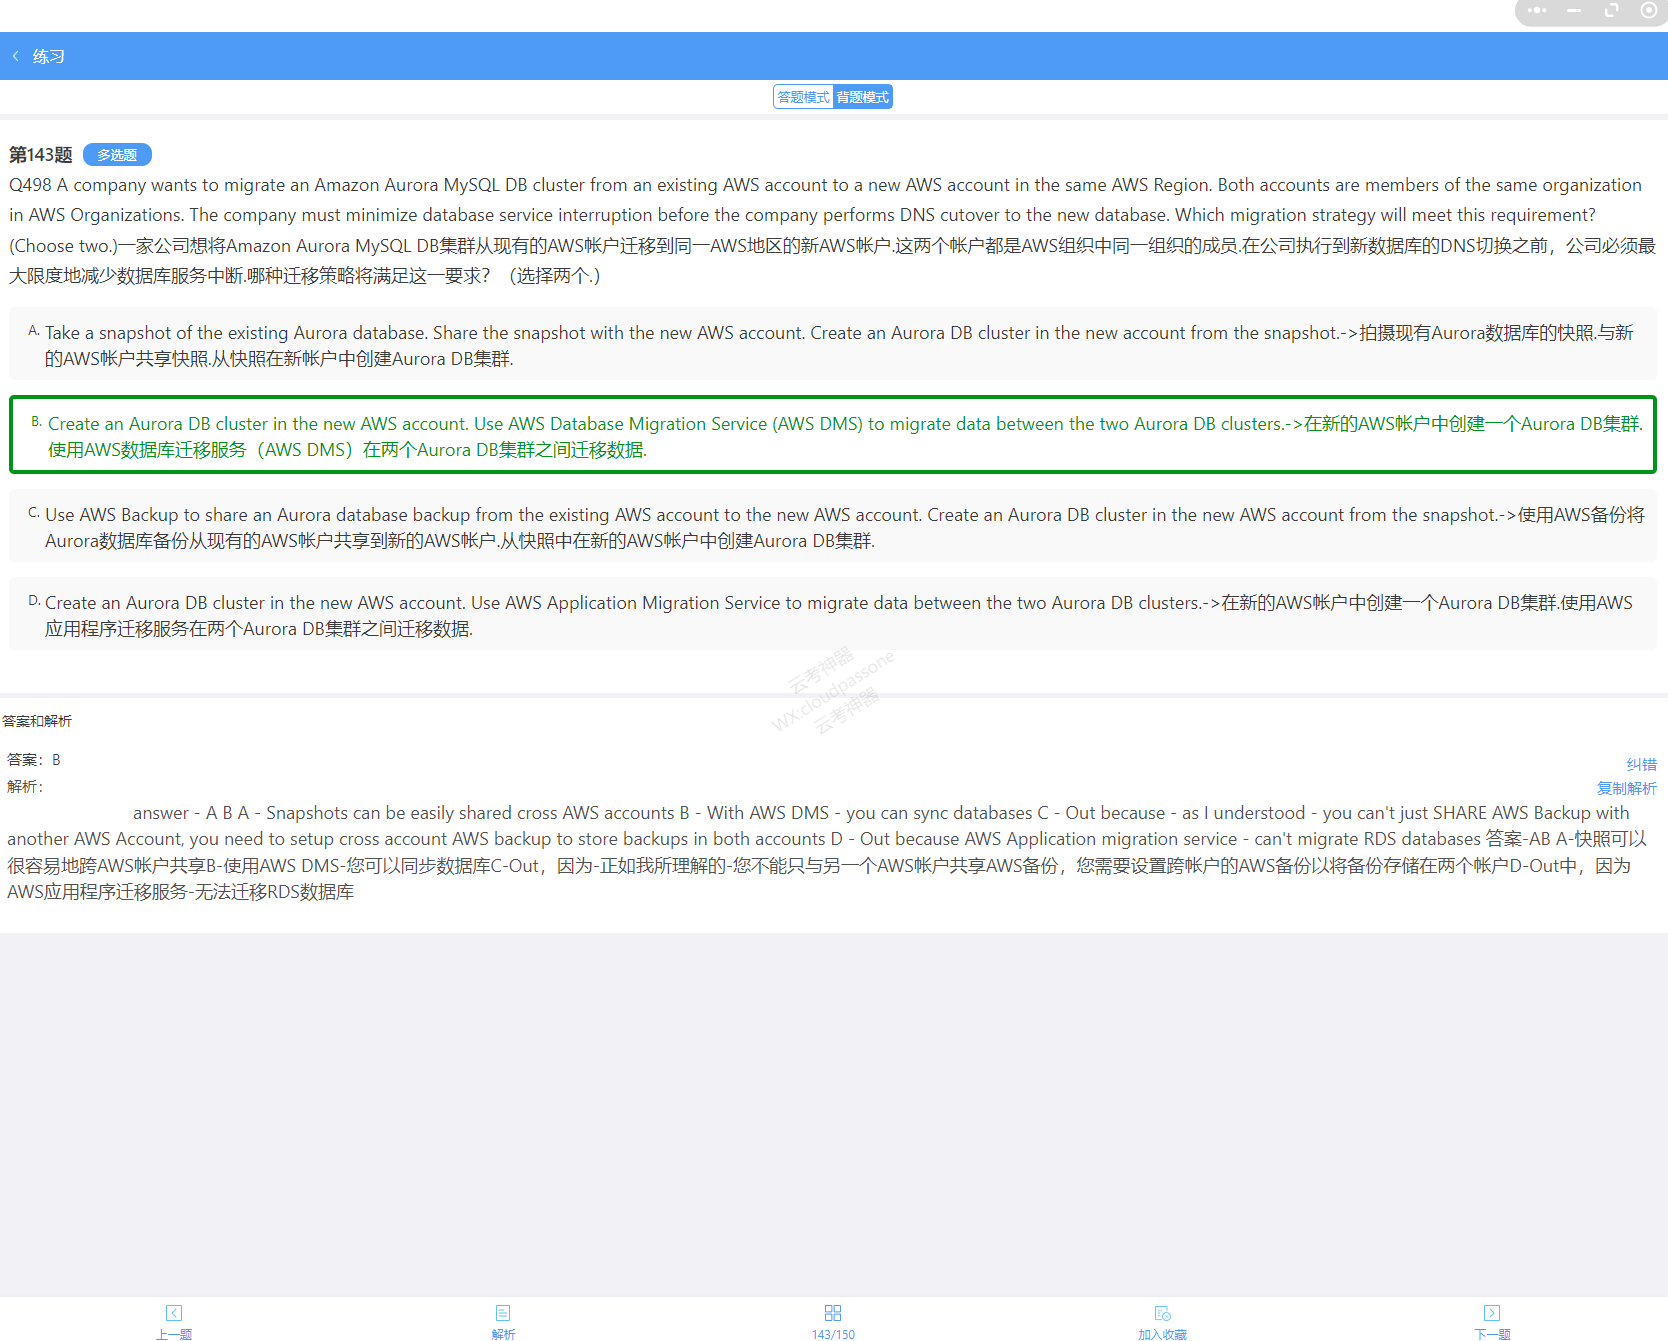 练习
答题模式 背题模式
第143题 多选题
Q498 A company wants to migrate an Amazon Aurora MySQL DB cluster from an existing AWS account to a new AWS account in the same AWS Region. Both accounts are members of the same organization
in AWS Organizations. The company must minimize database service interruption before the company performs DNS cutover to the new database. Which migration strategy will meet this requirement?
(Choose two.)一家公司想将Amazon Aurora MySQL DB集群从现有的AWS帐户迁移到同一AWS地区的新AWS帐户.这两个帐户都是AWS组织中同一组织的成员.在公司执行到新数据库的DNS切换之前，公司必须最
大限度地减少数据库服务中断.哪种迁移策略将满足这一要求？（选择两个.）
A. Take a snapshot of the existing Aurora database. Share the snapshot with the new AWS account. Create an Aurora DB cluster in the new account from the snapshot.->拍摄现有Aurora数据库的快照.与新
的AWS帐户共享快照.从快照在新帐户中创建Aurora DB集群.
B. Create an Aurora DB cluster in the new AWS account. Use AWS Database Migration Service (AWS DMS) to migrate data between the two Aurora DB clusters.->在新的AWS帐户中创建一个Aurora DB集群.
使用AWS数据库迁移服务（AWS DMS）在两个Aurora DB集群之间迁移数据.
C. Use AWS Backup to share an Aurora database backup from the existing AWS account to the new AWS account. Create an Aurora DB cluster in the new AWS account from the snapshot.->使用AWS备份将
Aurora数据库备份从现有的AWS帐户共享到新的AWS帐户.从快照中在新的AWS帐户中创建Aurora DB集群.
D. Create an Aurora DB cluster in the new AWS account. Use AWS Application Migration Service to migrate data between the two Aurora DB clusters.->在新的AWS帐户中创建一个Aurora DB集群.使用AWS
应用程序迁移服务在两个Aurora DB集群之间迁移数据.
云考神器
WX:cloudpassone
云考神器
答案和解析
答案：B
纠错
解析：
复制解析
answer - A B A - Snapshots can be easily shared cross AWS accounts B - With AWS DMS - you can sync databases C - Out because - as I understood - you can't just SHARE AWS Backup with
another AWS Account, you need to setup cross account AWS backup to store backups in both accounts D - Out because AWS Application migration service - can't migrate RDS databases 答案-AB A-快照可以
很容易地跨AWS帐户共享B-使用AWS DMS-您可以同步数据库C-Out，因为-正如我所理解的-您不能只与另一个AWS帐户共享AWS备份，您需要设置跨帐户的AWS备份以将备份存储在两个帐户D-Out中，因为
AWS应用程序迁移服务-无法迁移RDS数据库
上一题 解析 143/150 加入收藏 下一题